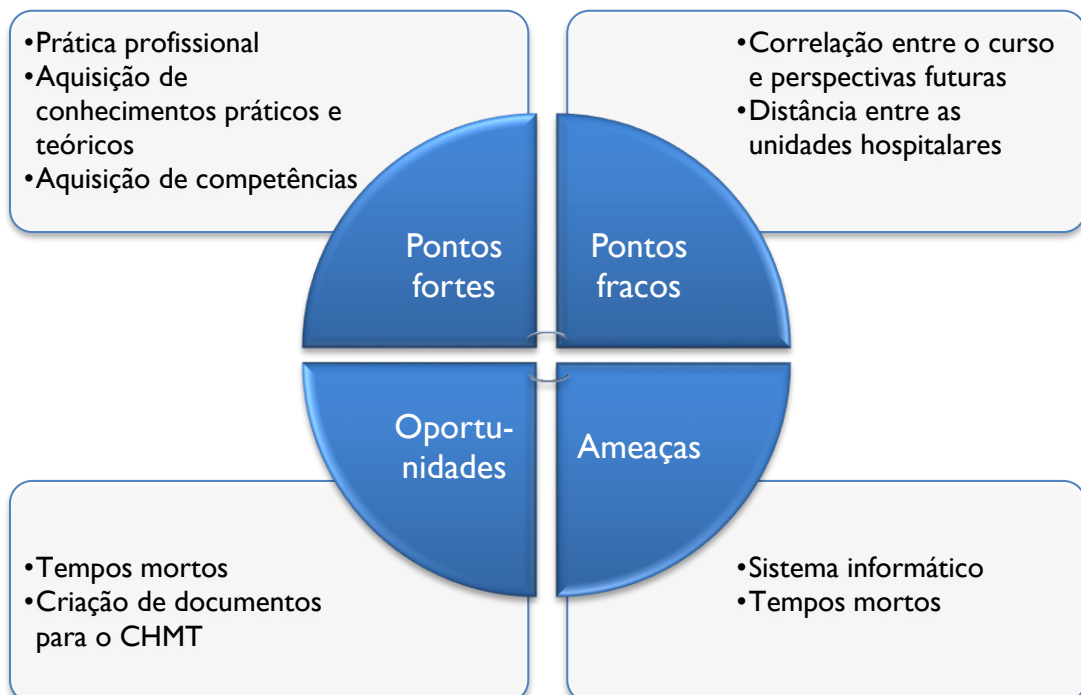 •Prática profissional
•Aquisição de
conhecimentos práticos e
teóricos
•Aquisição de competências
•Correlação entre o curso
e perspectivas futuras
•Distância entre as
unidades hospitalares
Pontos
fortes
Pontos
fracos
Oportu-
nidades
Ameaças
•Tempos mortos
•Criação de documentos
para o CHMT
•Sistema informático
•Tempos mortos